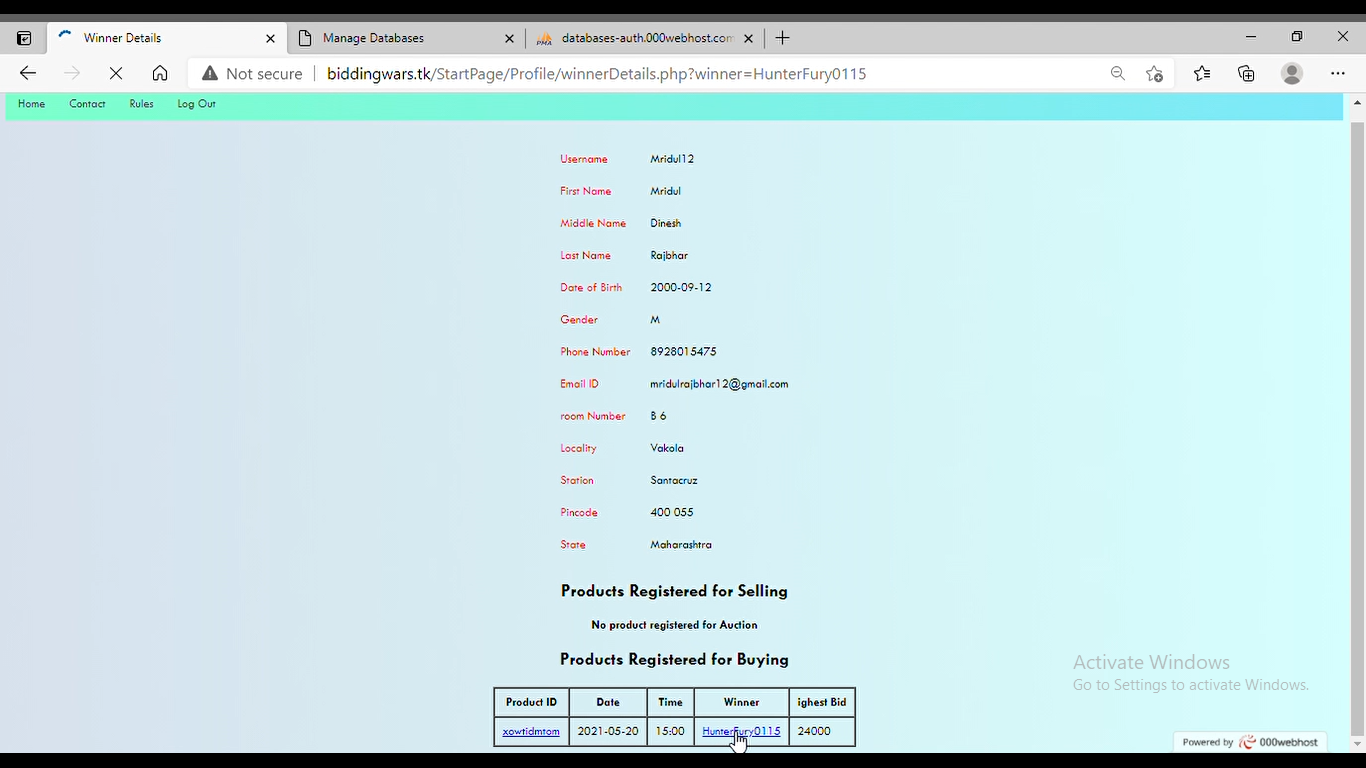 Winner Details
Manage Databases
PMA databases-auth.000webhost.com
Not secure biddingwars.tk/StartPage/Profile/winnerDetails.php?winner=HunterFury0115
Home Contact Rules Log Out
Username Mridul12
First Name Mridul
Middle Name Dinesh
Last Name Rajbhar
Date of Birth 2000-09-12
Gender M
Phone Number 8928015475
Email ID mridulrajbhar12@gmail.com
room Number B 6
Locality Vakola
Station Santacruz
Pincode 400 055
State Maharashtra
Products Registered for Selling
No product registered for Auction
Products Registered for Buying
Product ID Date Time Winner ighest Bid
xowtidmtom 2021-05-20 15:00 HunterFury0115 24000
Activate Windows
Go to Settings to activate Windows.
Powered by 000webhost